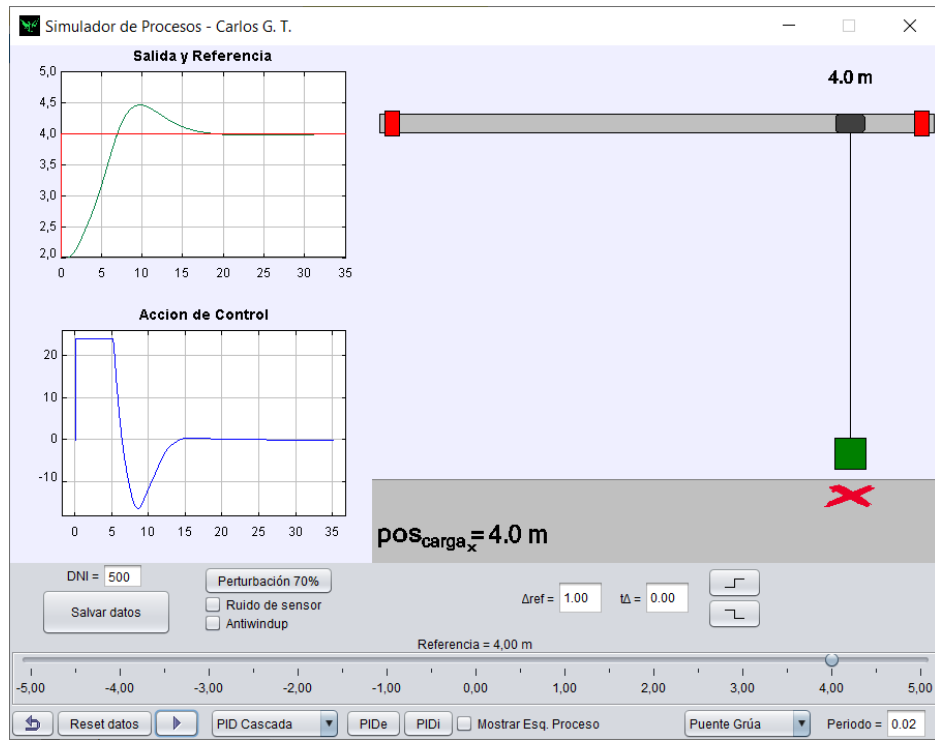 Simulador de Procesos - Carlos G. T.
Salida y Referencia
5,0
4,5
4,0
3,5
3,0
2,5
2,0
0 5 10 15 20 25 30 35
4.0 m
Accion de Control
20
10
0
-10
0 5 10 15 20 25 30 35
poscargax= 4.0 m
DNI = 500
Salvar datos
Perturbación 70%
Ruido de sensor
Antiwindup
Δref = 1.00 t∆ = 0.00
Referencia = 4,00 m
-5,00 -4,00 -3,00 -2,00 -1,00 0,00 1,00 2,00 3,00 4,00 5,00
Reset datos PID Cascada PIDe PIDi Mostrar Esq. Proceso Puente Grúa Periodo = 0.02